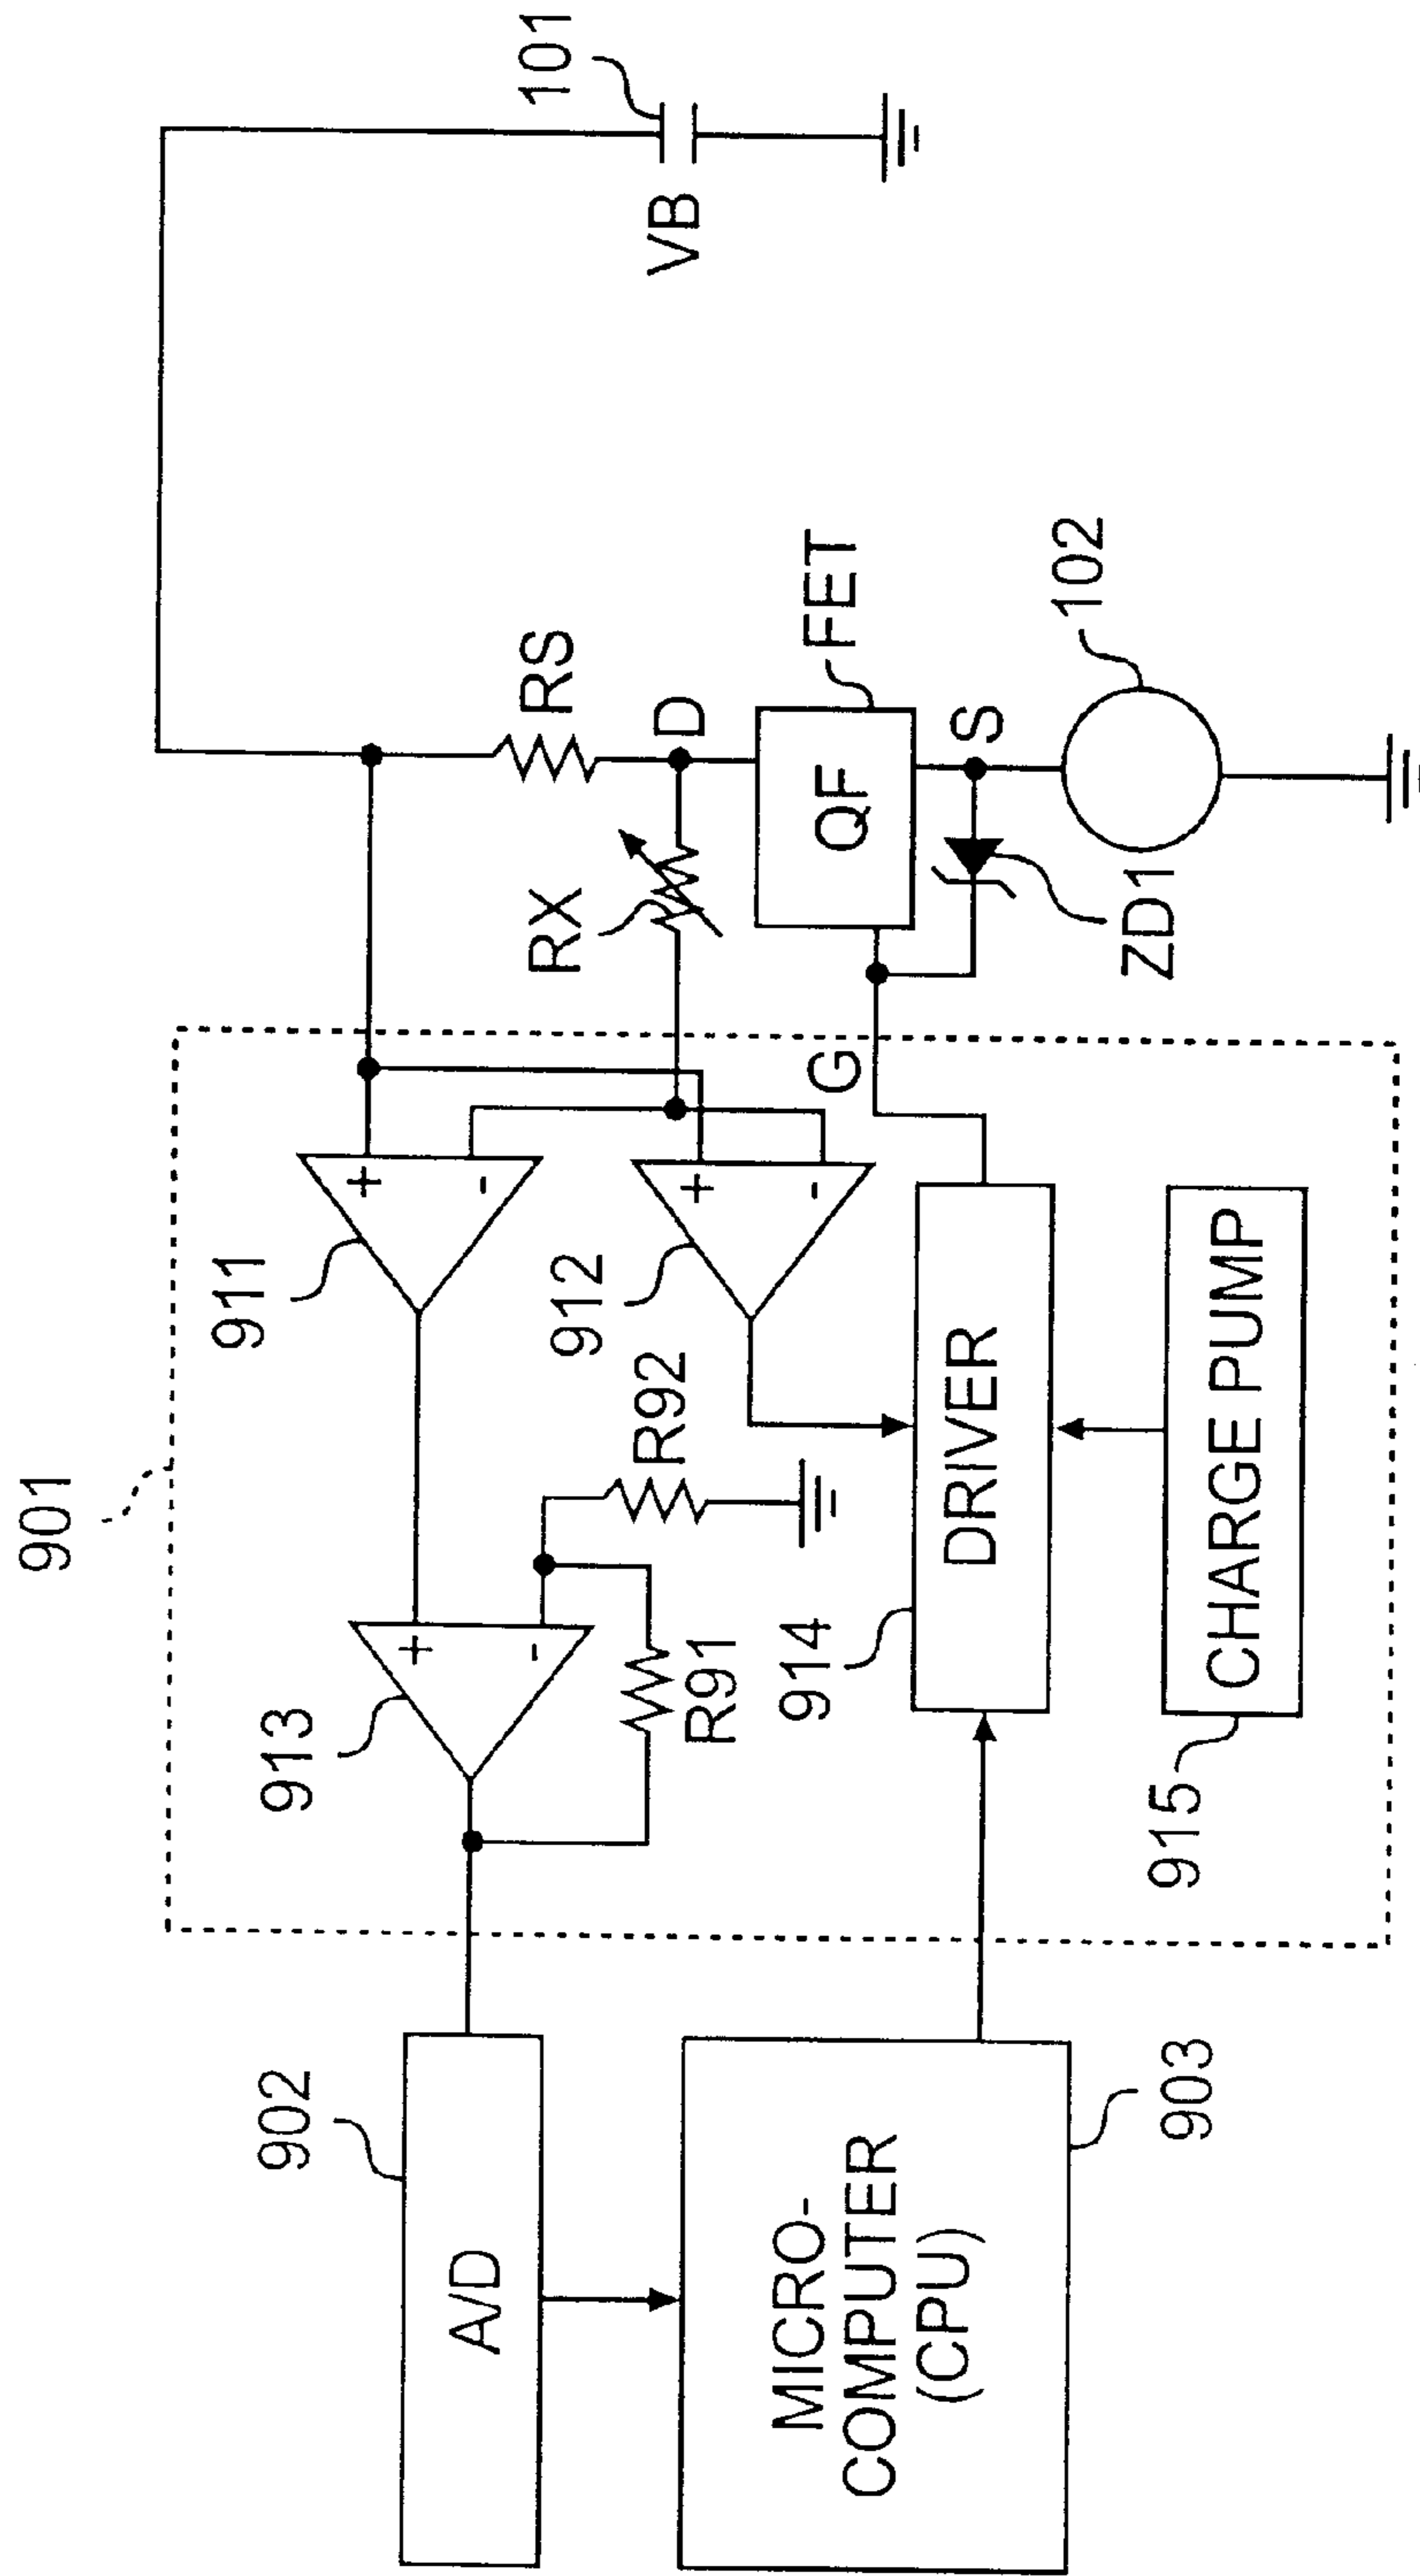 901
101
VB
RS
RX
D
FET
QF
S
102
ZD1
G
911
+
-
912
+
-
913
+
-
R92
R91
914
DRIVER
915
CHARGE PUMP
902
A/D
903
MICRO-
COMPUTER
(CPU)